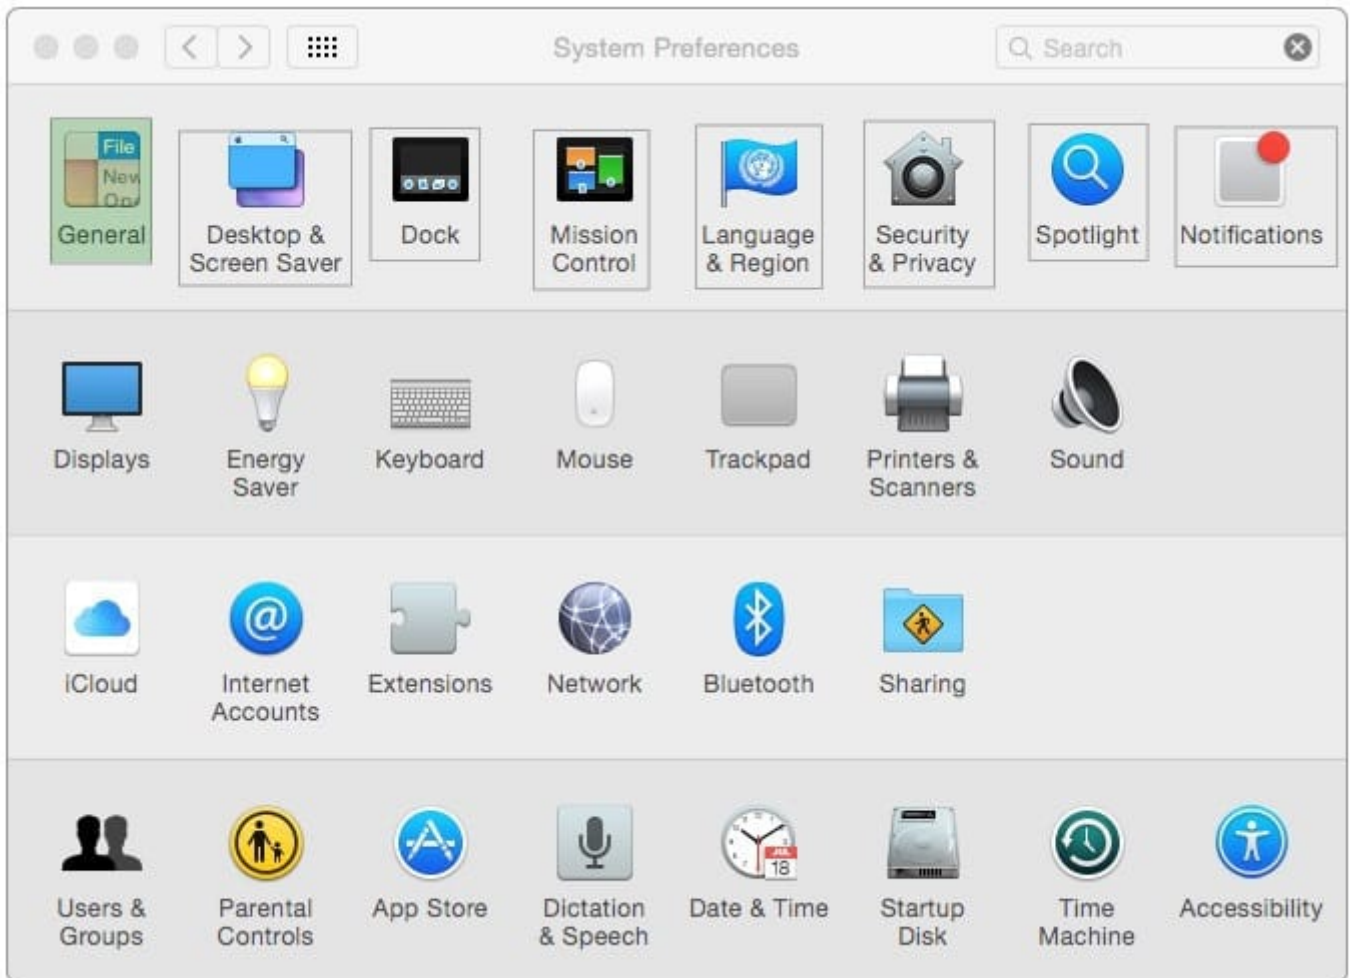 System Preferences
Search
File
New
General
Desktop &
Screen Saver
Dock
Mission
Control
Language
& Region
Security
& Privacy
Spotlight
Notifications
Displays
Energy
Saver
Keyboard
Mouse
Trackpad
Printers &
Scanners
Sound
iCloud
@
Internet
Accounts
Extensions
Network
Bluetooth
Sharing
Users &
Groups
Parental
Controls
App Store
Dictation
& Speech
JUL
18
Date & Time
Startup
Disk
Time
Machine
Accessibility